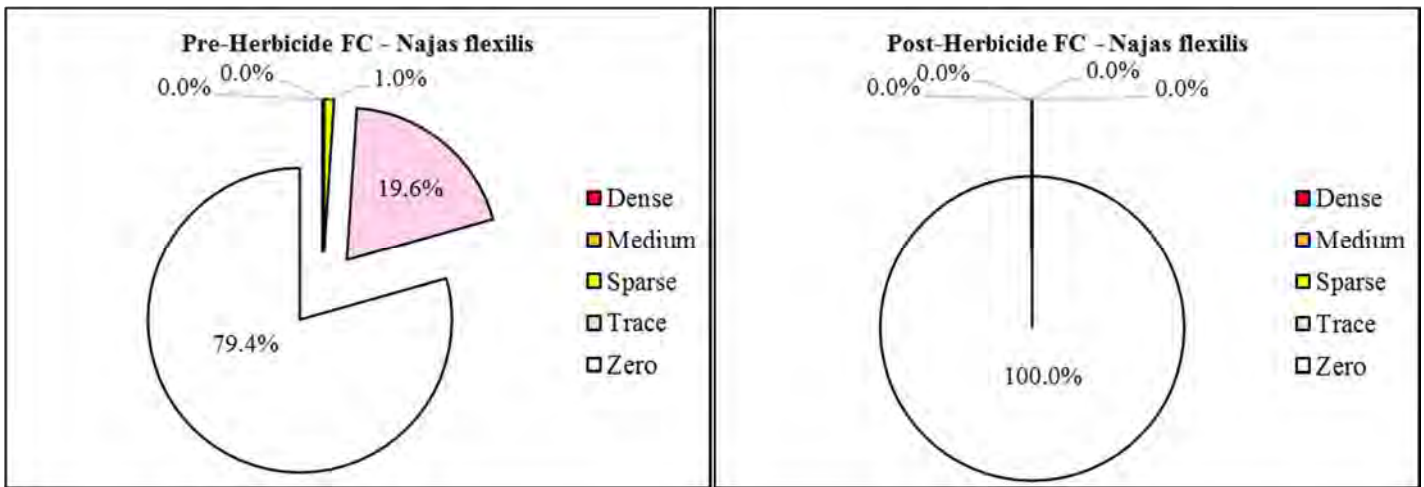 Pre-Herbicide FC - Najas flexilis
0.0%
0.0%
1.0%
19.6%
79.4%
Dense
Medium
Sparse
Trace
Zero
Post-Herbicide FC - Najas flexilis
0.0%
0.0%
0.0%
0.0%
100.0%
Dense
Medium
Sparse
Trace
Zero